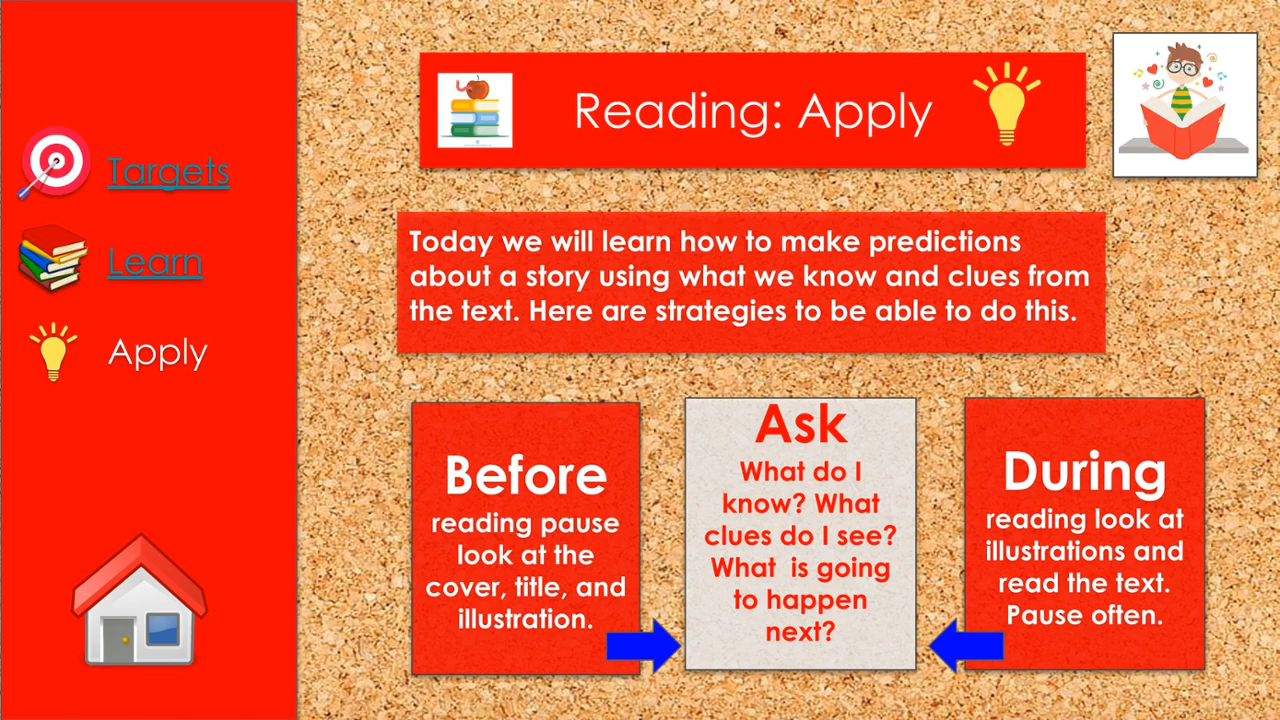 Targets
Learn
Apply
Reading: Apply
Today we will learn how to make predictions
about a story using what we know and clues from
the text. Here are strategies to be able to do this.
Before
reading pause
look at the
cover, title, and
illustration.
Ask
What do I
know? What
clues do I see?
What  is going
to happen
next?
During
reading look at
illustrations and
read the text.
Pause often.